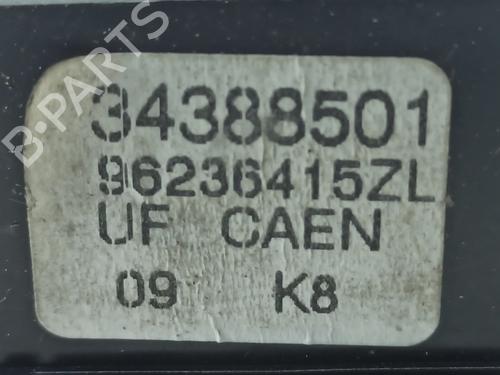 B-PARTS
34388501
96236415ZL
UF CAEN
09 K8